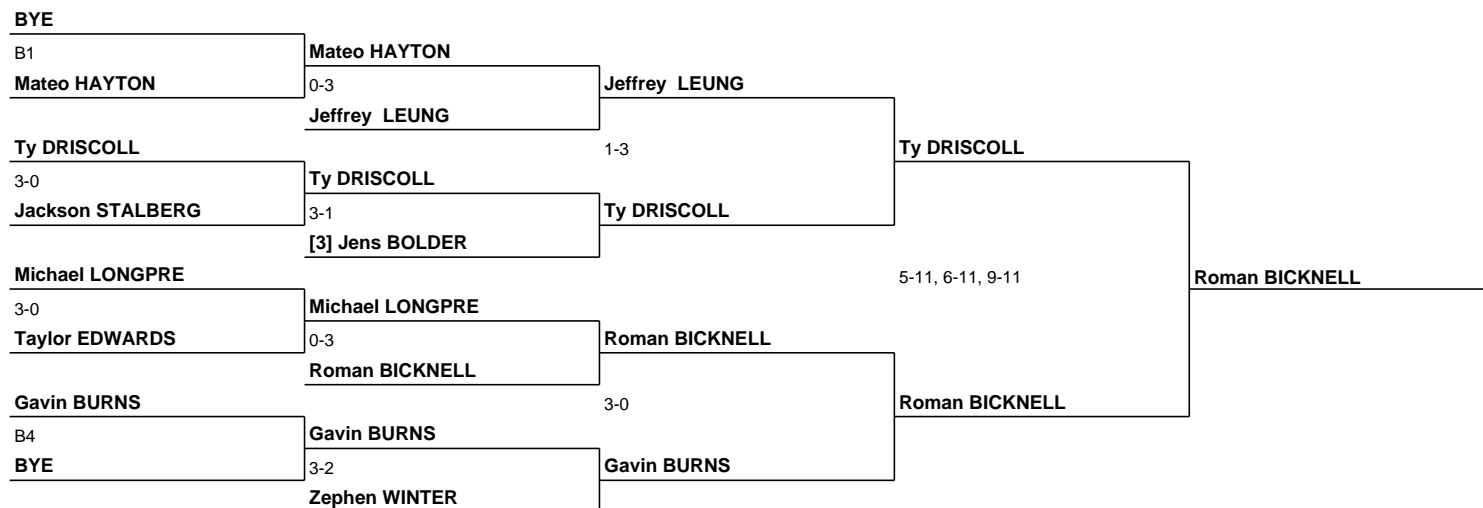 BYE
B1
Mateo HAYTON
Mateo HAYTON
0-3
Jeffrey LEUNG
Jeffrey LEUNG
Ty DRISCOLL
3-0
Jackson STALBERG
Ty DRISCOLL
3-1
[3] Jens BOLDER
1-3
Ty DRISCOLL
Ty DRISCOLL
Michael LONGPRE
3-0
Taylor EDWARDS
Michael LONGPRE
0-3
Roman BICKNELL
Roman BICKNELL
5-11, 6-11, 9-11
Roman BICKNELL
Gavin BURNS
B4
BYE
Gavin BURNS
3-2
Zephen WINTER
3-0
Gavin BURNS
Roman BICKNELL